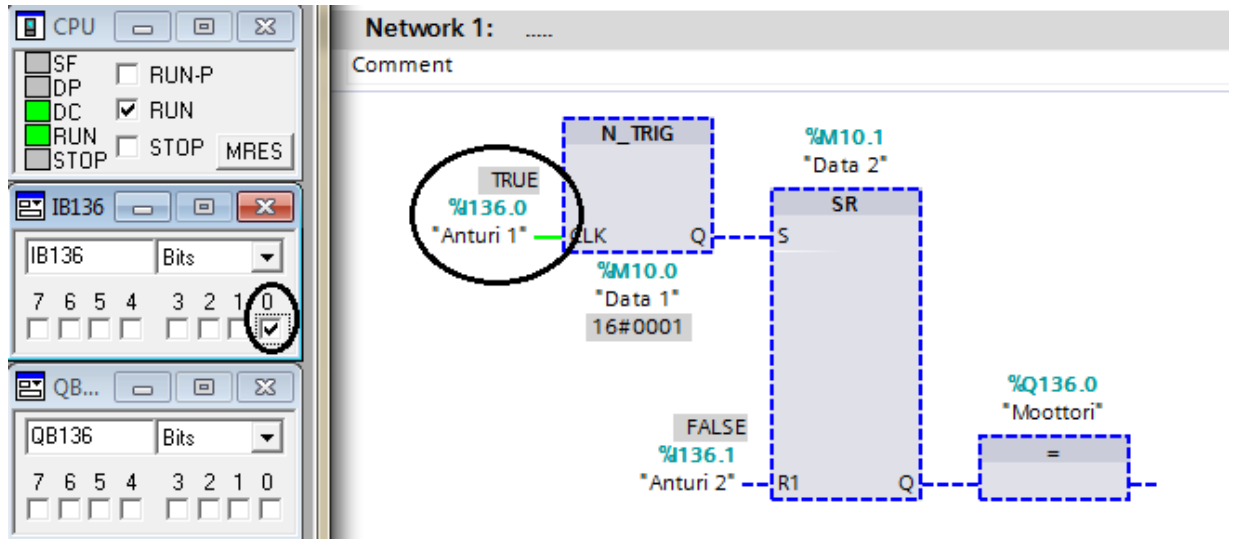 CPU
SF
DP
DC
RUN
STOP
RUN-P
RUN
STOP
MRES
IB136
IB136 Bits
7 6 5 4 3 2 1 0
QB...
QB136 Bits
7 6 5 4 3 2 1 0
Network 1: .....
Comment
N_TRIG
TRUE
%I136.0
"Anturi 1"
CLK Q
%M10.0
"Data 1"
16#0001
%M10.1
"Data 2"
SR
S
FALSE
%I136.1
"Anturi 2"
R1 Q
%Q136.0
"Moottori"
=